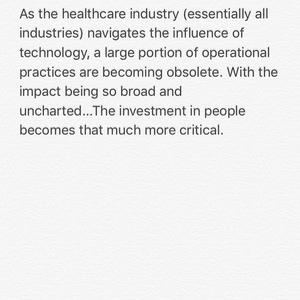 As the healthcare industry (essentially all
industries) navigates the influence of
technology, a large portion of operational
practices are becoming obsolete. With the
impact being so broad and
uncharted...The investment in people
becomes that much more critical.